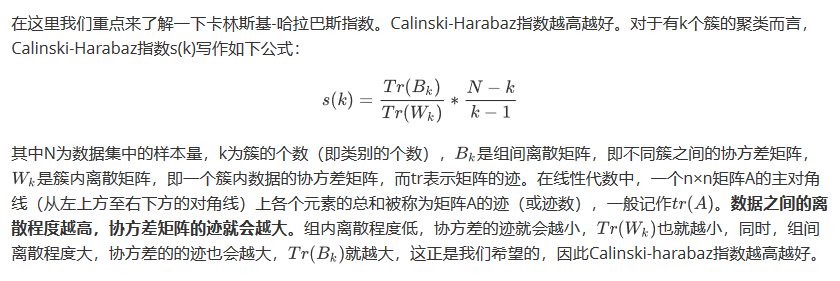 在这里我们重点来了解一下卡林斯基-哈拉巴斯指数。Calinski-Harabaz指数越高越好。对于有k个簇的聚类而言，
Calinski-Harabaz指数s(k)写作如下公式：
s(k) = Tr(B_k)/Tr(W_k) * N − k/k − 1
其中N为数据集中的样本量，k为簇的个数（即类别的个数），B_k是组间离散矩阵，即不同簇之间的协方差矩阵，
W_k是簇内离散矩阵，即一个簇内数据的协方差矩阵，而tr表示矩阵的迹。在线性代数中，一个n×n矩阵A的主对角
线（从左上方至右下方的对角线）上各个元素的总和被称为矩阵A的迹（或迹数），一般记作tr(A)。数据之间的离
散程度越高，协方差矩阵的迹就会越大。组内离散程度低，协方差的迹就会越小，Tr(W_k)也就越小，同时，组间
离散程度大，协方差的的迹也会越大，Tr(B_k)就越大，这正是我们希望的，因此Calinski-harabaz指数越高越好。